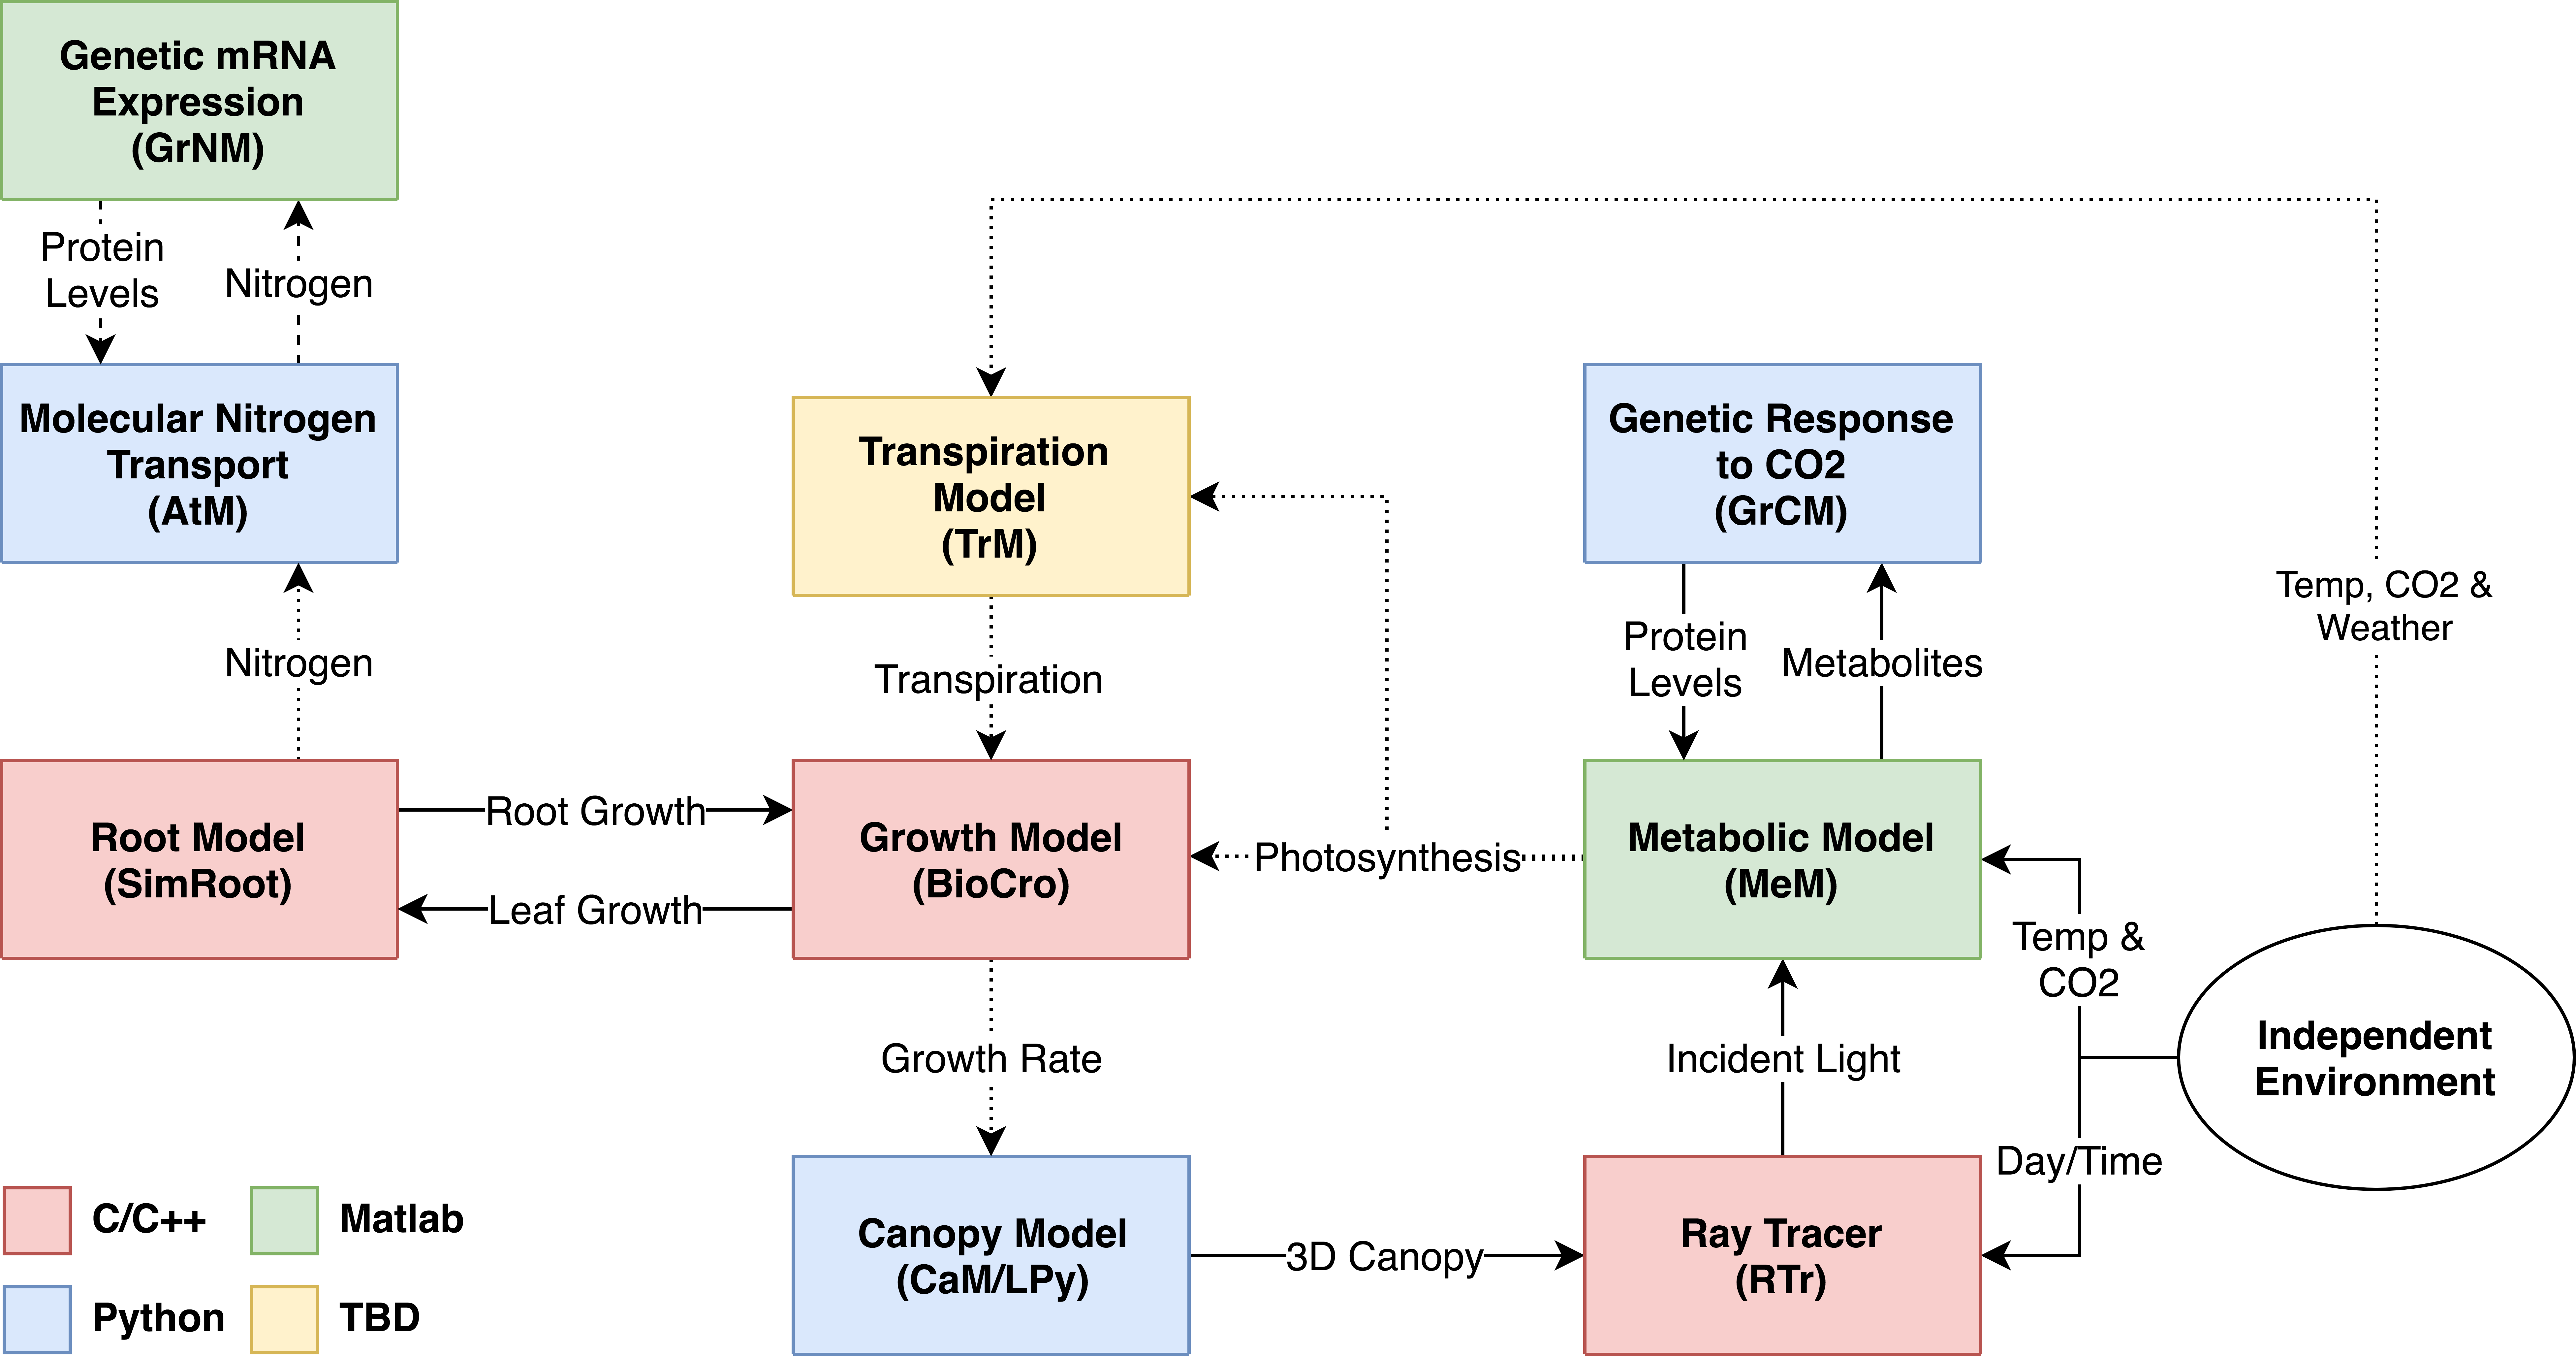 Genetic mRNA
Expression
(GrNM)
Protein
Levels
Nitrogen
Molecular Nitrogen
Transport
(AtM)
Nitrogen
Root Model
(SimRoot)
Root Growth
Leaf Growth
Transpiration
Model
(TrM)
Transpiration
Growth Model
(BioCro)
Growth Rate
Canopy Model
(CaM/LPy)
3D Canopy
Photosynthesis
Genetic Response
to CO2
(GrCM)
Protein
Levels
Metabolites
Metabolic Model
(MeM)
Incident Light
Ray Tracer
(RTr)
Temp, CO2 &
Weather
Temp &
CO2
Day/Time
Independent
Environment
C/C++
Matlab
Python
TBD